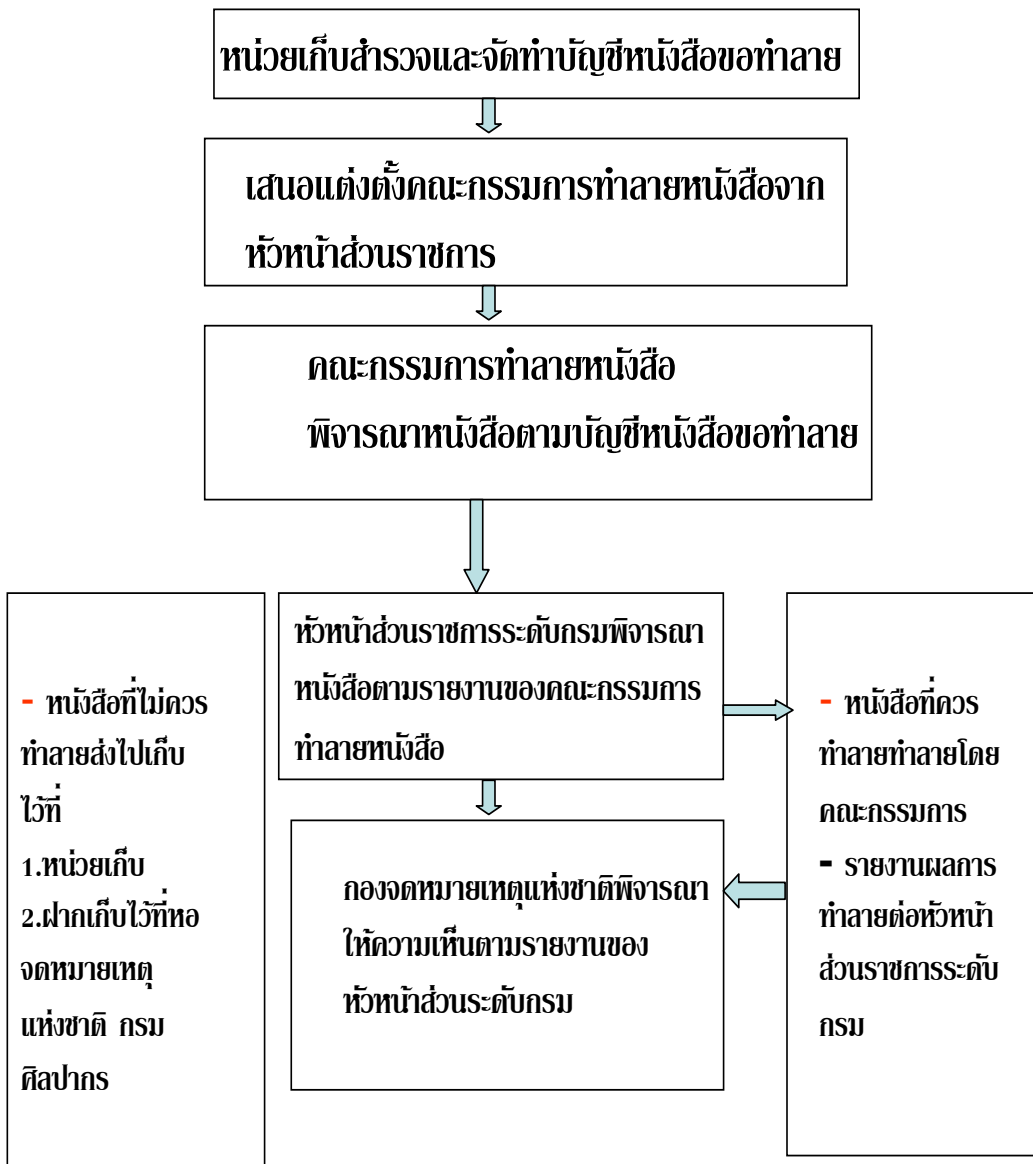 หน่วยเก็บสำรวจและจัดทำบัญชีหนังสือขอทำลาย
เสนอแต่งตั้งคณะกรรมการทำลายหนังสือจาก
หัวหน้าส่วนราชการ
คณะกรรมการทำลายหนังสือ
พิจารณาหนังสือตามบัญชีหนังสือขอทำลาย
หัวหน้าส่วนราชการระดับกรมพิจารณา
หนังสือตามรายงานของคณะกรรมการ
ทำลายหนังสือ
- หนังสือที่ไม่ควร
ทำลายส่งไปเก็บ
ไว้ที่
1.หน่วยเก็บ
2.ฝากเก็บไว้ที่หอ
จดหมายเหตุ
แห่งชาติ กรม
ศิลปากร
- หนังสือที่ควร
ทำลายทำลายโดย
คณะกรรมการ
- รายงานผลการ
ทำลายต่อหัวหน้า
ส่วนราชการระดับ
กรม
กองจดหมายเหตุแห่งชาติพิจารณา
ให้ความเห็นตามรายงานของ
หัวหน้าส่วนระดับกรม